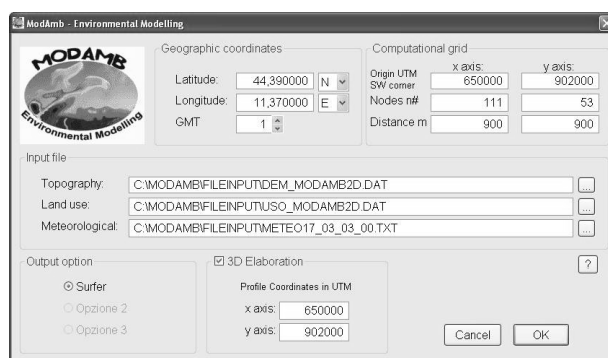 ModAmb - Environmental Modelling
MODAMB
Environmental Modelling
Geographic coordinates
Latitude: 44,390000 N
Longitude: 11,370000 E
GMT 1
Computational grid
x axis: y axis:
Origin UTM SW corner 650000 902000
Nodes n# 111 53
Distance m 900 900
Input file
Topography: C:\MODAMB\FILEINPUT\DEM_MODAMB2D.DAT ...
Land use: C:\MODAMB\FILEINPUT\USO_MODAMB2D.DAT ...
Meteorological: C:\MODAMB\FILEINPUT\METEO17_03_03_00.TXT ...
Output option
Surfer
Opzione 2
Opzione 3
3D Elaboration
Profile Coordinates in UTM
x axis: 650000
y axis: 902000
?
Cancel OK